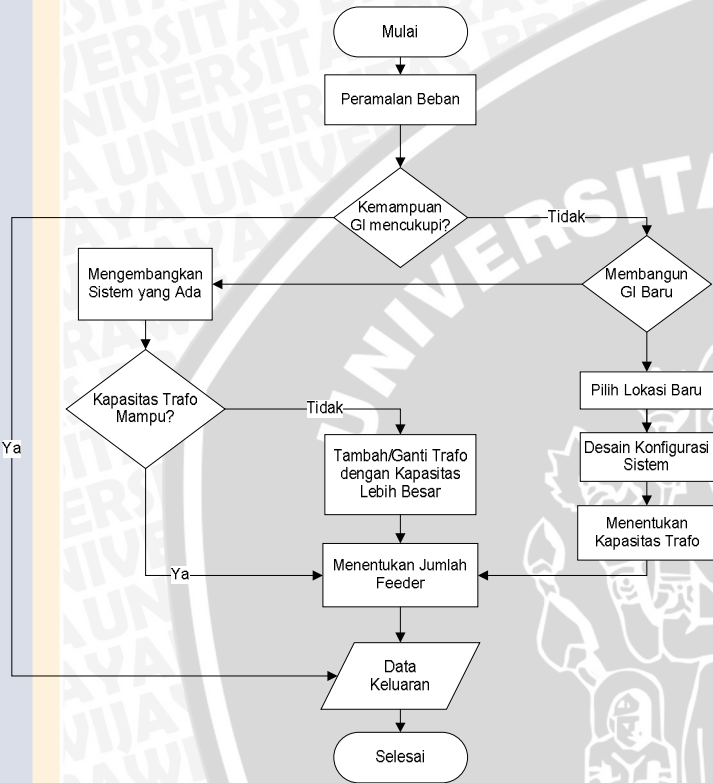 Mulai
Peramalan Beban
Kemampuan
GI mencukupi?
Tidak
Membangun
GI Baru
Mengembangkan
Sistem yang Ada
Kapasitas Trafo
Mampu?
Tidak
Pilih Lokasi Baru
Ya
Tambah/Ganti Trafo
dengan Kapasitas
Lebih Besar
Desain Konfigurasi
Sistem
Menentukan
Kapasitas Trafo
Ya
Menentukan Jumlah
Feeder
Data
Keluaran
Selesai